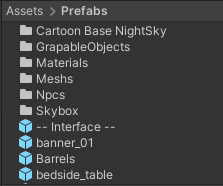 Assets > Prefabs
Cartoon Base NightSky
GrapableObjects
Materials
Meshs
Npcs
Skybox
-- Interface --
banner_01
Barrels
bedside_table